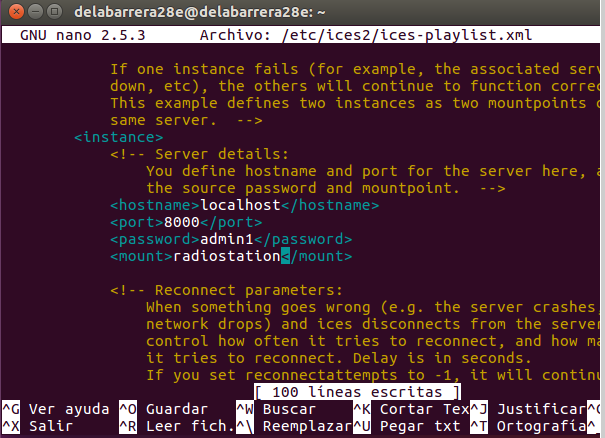 delabarrera28e@delabarrera28e: ~
GNU nano 2.5.3 Archivo: /etc/ices2/ices-playlist.xml
If one instance fails (for example, the associated serv
down, etc), the others will continue to function correc
This example defines two instances as two mountpoints o
same server. -->
<instance>
<!-- Server details:
You define hostname and port for the server here, a
the source password and mountpoint. -->
<hostname>localhost</hostname>
<port>8000</port>
<password>admin1</password>
<mount>radiostation</mount>
<!-- Reconnect parameters:
When something goes wrong (e.g. the server crashes,
network drops) and ices disconnects from the server
control how often it tries to reconnect, and how ma
it tries to reconnect. Delay is in seconds.
If you set reconnectattempts to -1, it will continu
[ 100 líneas escritas ]
^G Ver ayuda ^O Guardar ^W Buscar ^K Cortar Tex^J Justificar^C
^X Salir ^R Leer fich.^\ Reemplazar^U Pegar txt ^T Ortografía^